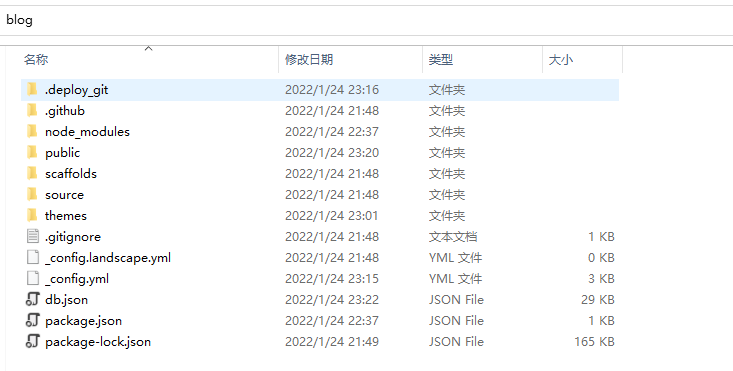 blog
名称 修改日期 类型 大小
.deploy_git 2022/1/24 23:16 文件夹
.github 2022/1/24 21:48 文件夹
node_modules 2022/1/24 22:37 文件夹
public 2022/1/24 23:20 文件夹
scaffolds 2022/1/24 21:48 文件夹
source 2022/1/24 21:48 文件夹
themes 2022/1/24 23:01 文件夹
.gitignore 2022/1/24 21:48 文本文档 1 KB
_config.landscape.yml 2022/1/24 21:48 YML 文件 0 KB
_config.yml 2022/1/24 23:15 YML 文件 3 KB
db.json 2022/1/24 23:22 JSON File 29 KB
package.json 2022/1/24 22:37 JSON File 1 KB
package-lock.json 2022/1/24 21:49 JSON File 165 KB